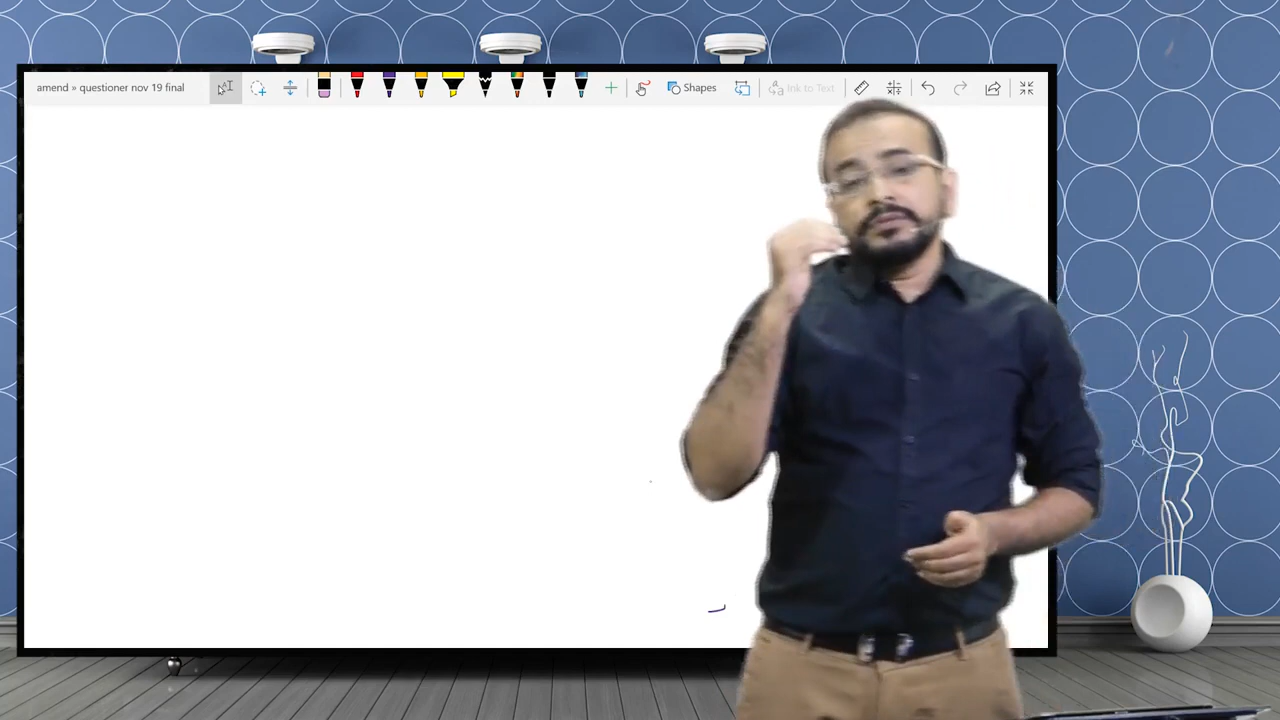 amend » questioner nov 19 final
Shapes
Ink to Text